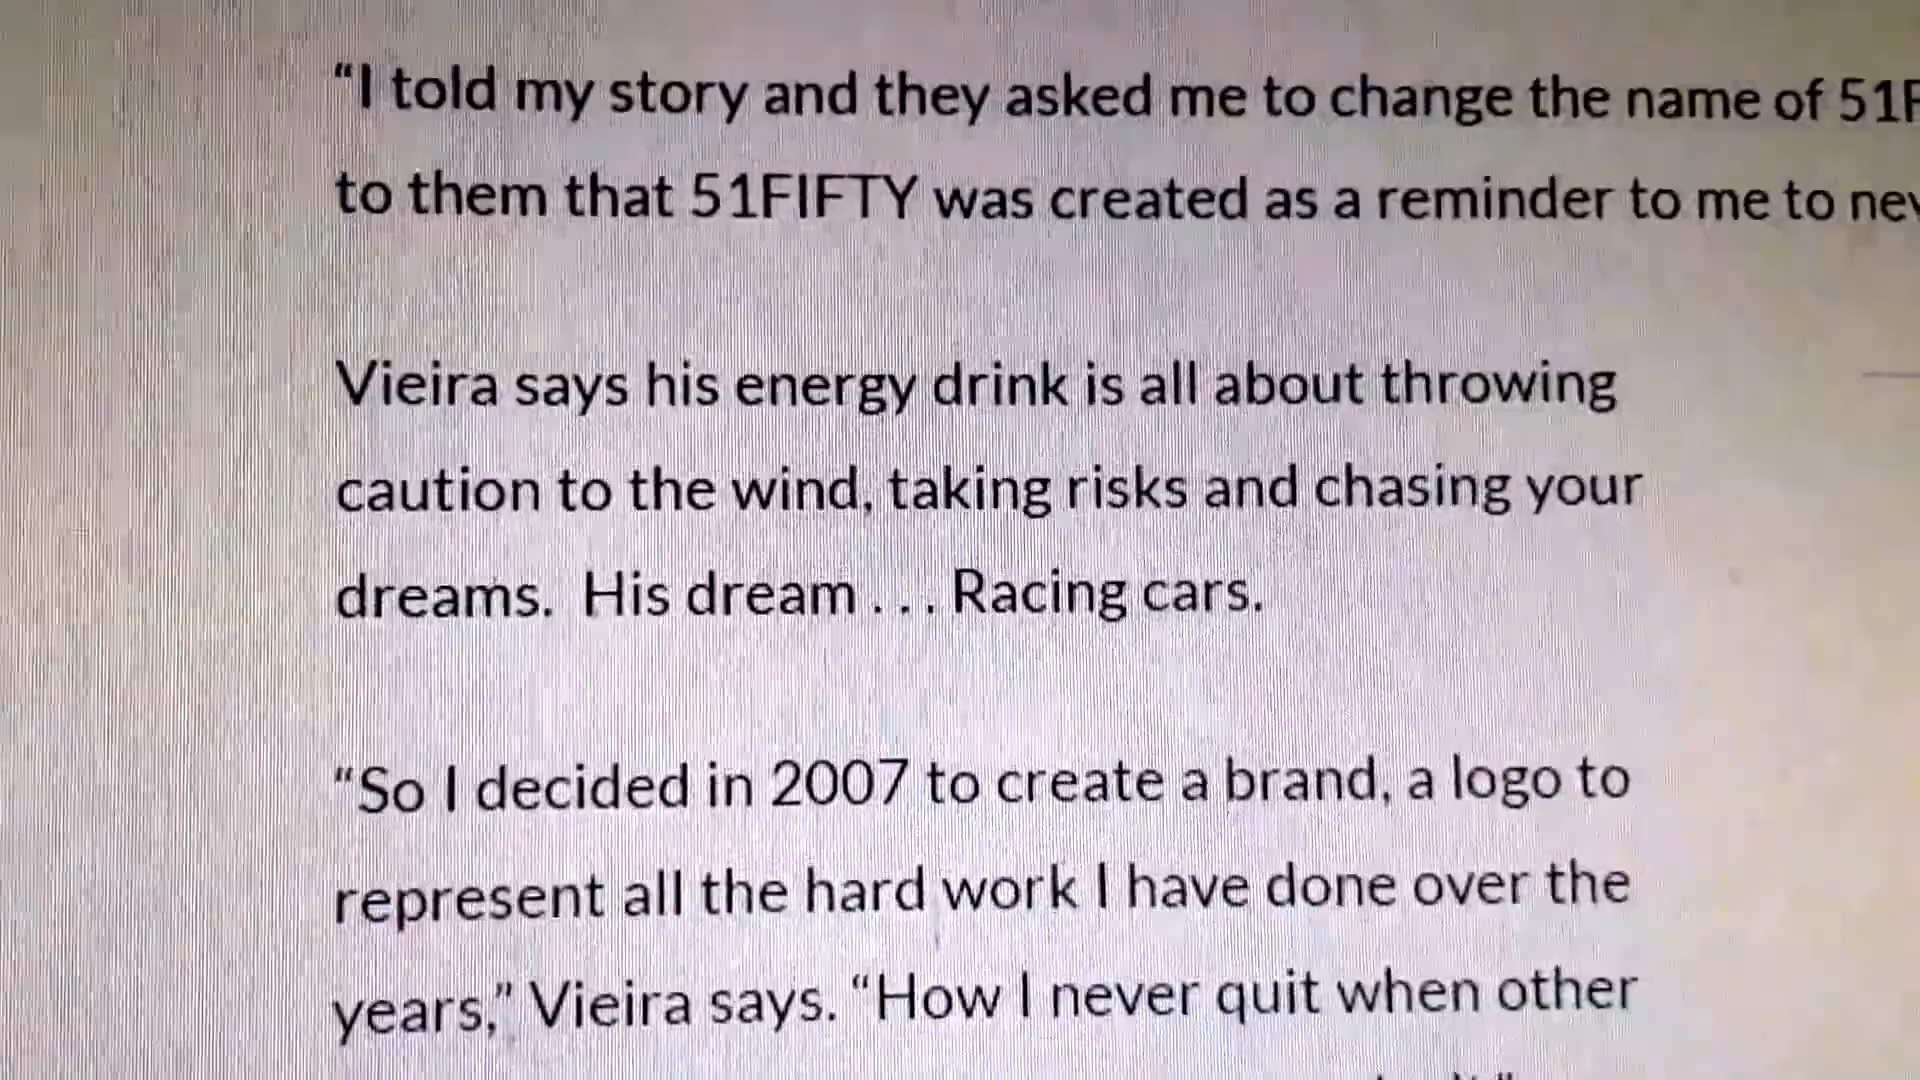 “I told my story and they asked me to change the name of
to them that 51FIFTY was created as a reminder to me to
Vieira says his energy drink is all about throwing
caution to the wind, taking risks and chasing your
dreams. His dream . . . Racing cars.
“So I decided in 2007 to create a brand, a logo to
represent all the hard work I have done over the
years,” Vieira says. “How I never quit when other